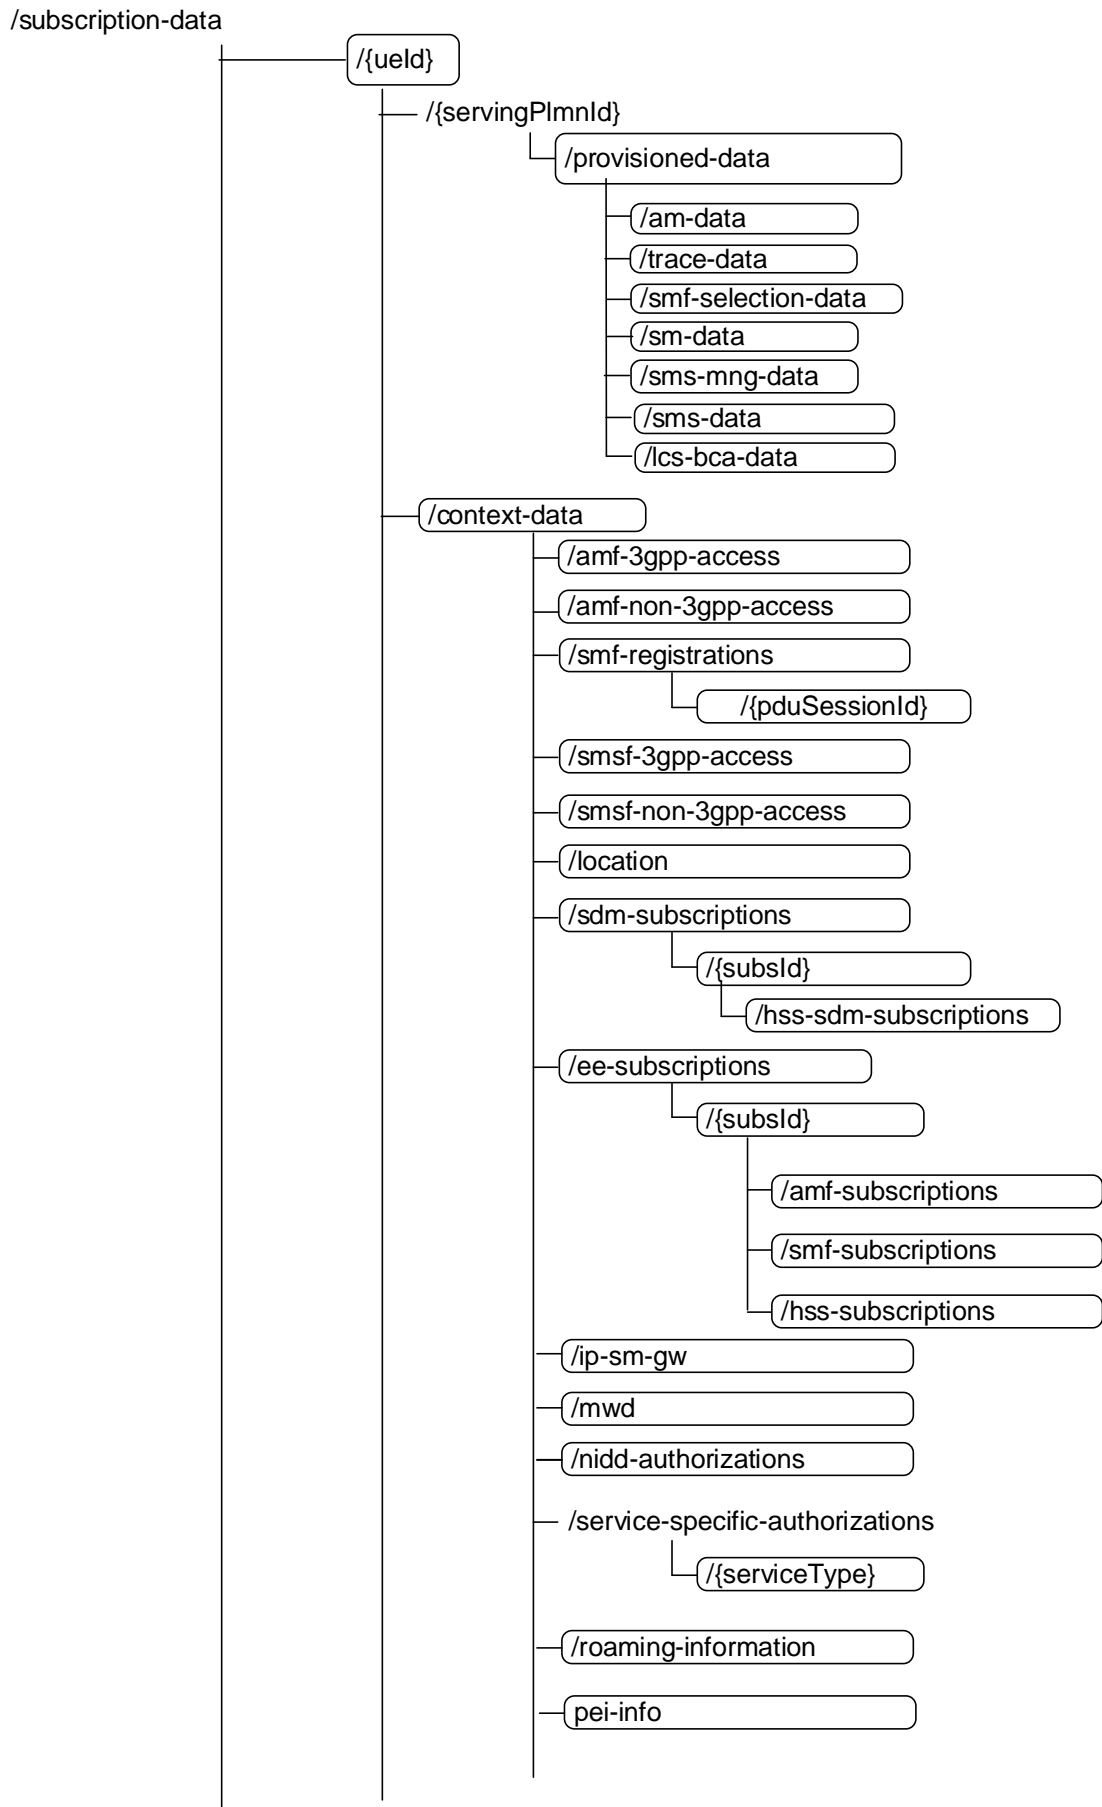 /subscription-data
/{ueId}
/{servingPlmnId}
/provisioned-data
/am-data
/trace-data
/smf-selection-data
/sm-data
/sms-mng-data
/sms-data
/lcs-bca-data
/context-data
/amf-3gpp-access
/amf-non-3gpp-access
/smf-registrations
/{pduSessionId}
/smsf-3gpp-access
/smsf-non-3gpp-access
/location
/sdm-subscriptions
/{subsId}
/hss-sdm-subscriptions
/ee-subscriptions
/{subsId}
/amf-subscriptions
/smf-subscriptions
/hss-subscriptions
/ip-sm-gw
/mwd
/nidd-authorizations
/service-specific-authorizations
/{serviceType}
/roaming-information
pei-info